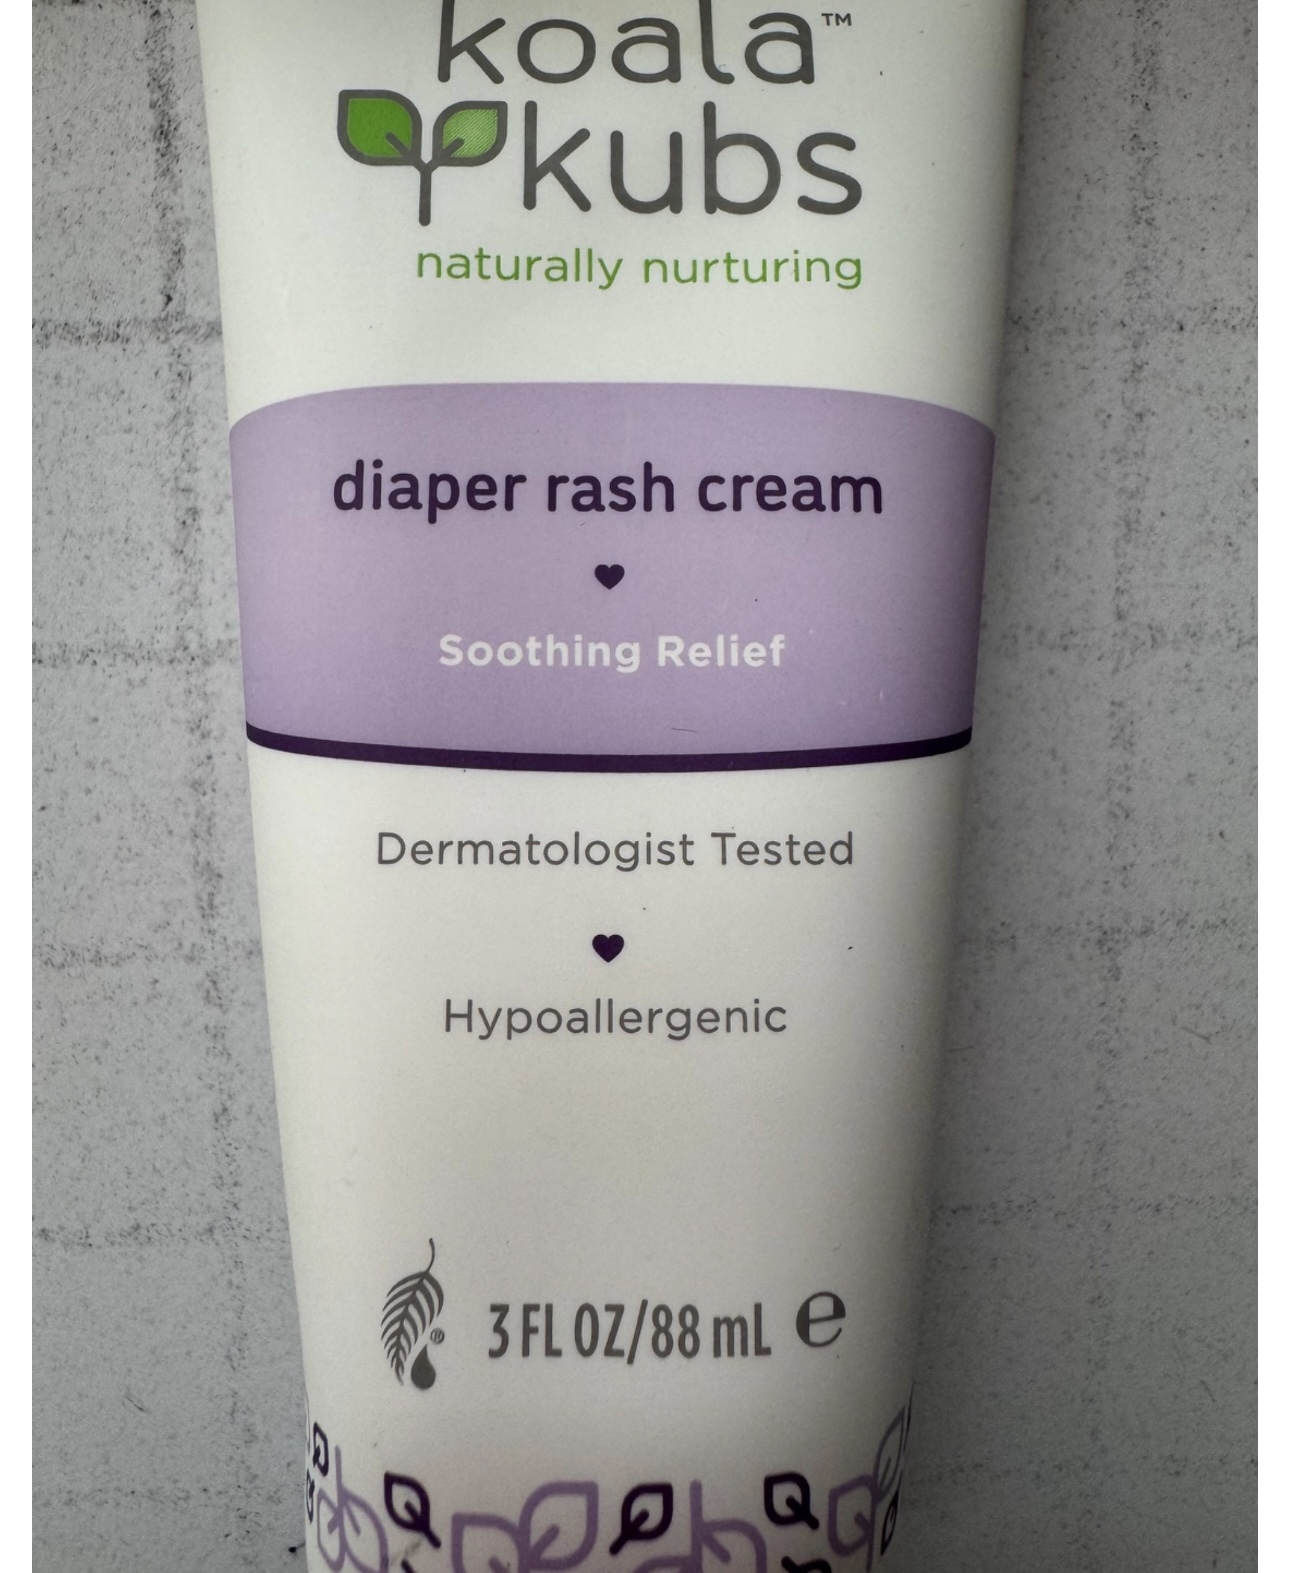 koala™
kubs
naturally nurturing
diaper rash cream
Soothing Relief
Dermatologist Tested
Hypoallergenic
® 3 FL OZ/88 mL e